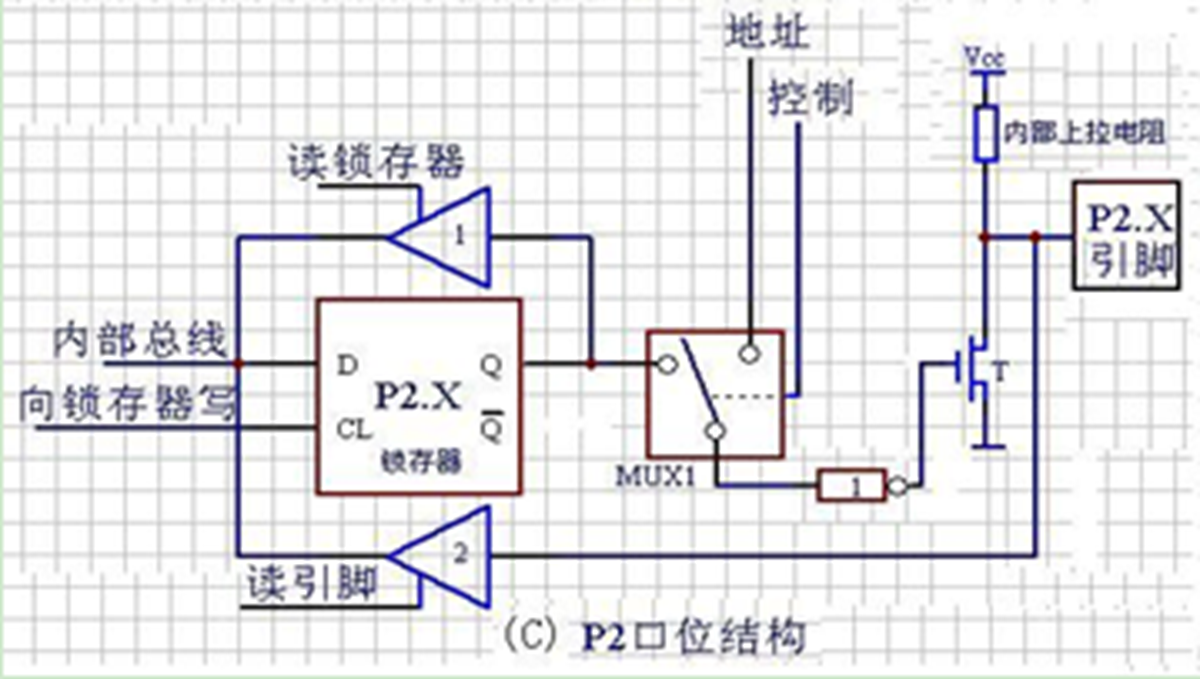 地址
控制
Vcc
内部上拉电阻
读锁存器
1
P2.X
引脚
内部总线
D
Q
P2.X
向锁存器写
CL
Q̅
锁存器
T
MUX1
1
2
读引脚
(C) P2口位结构